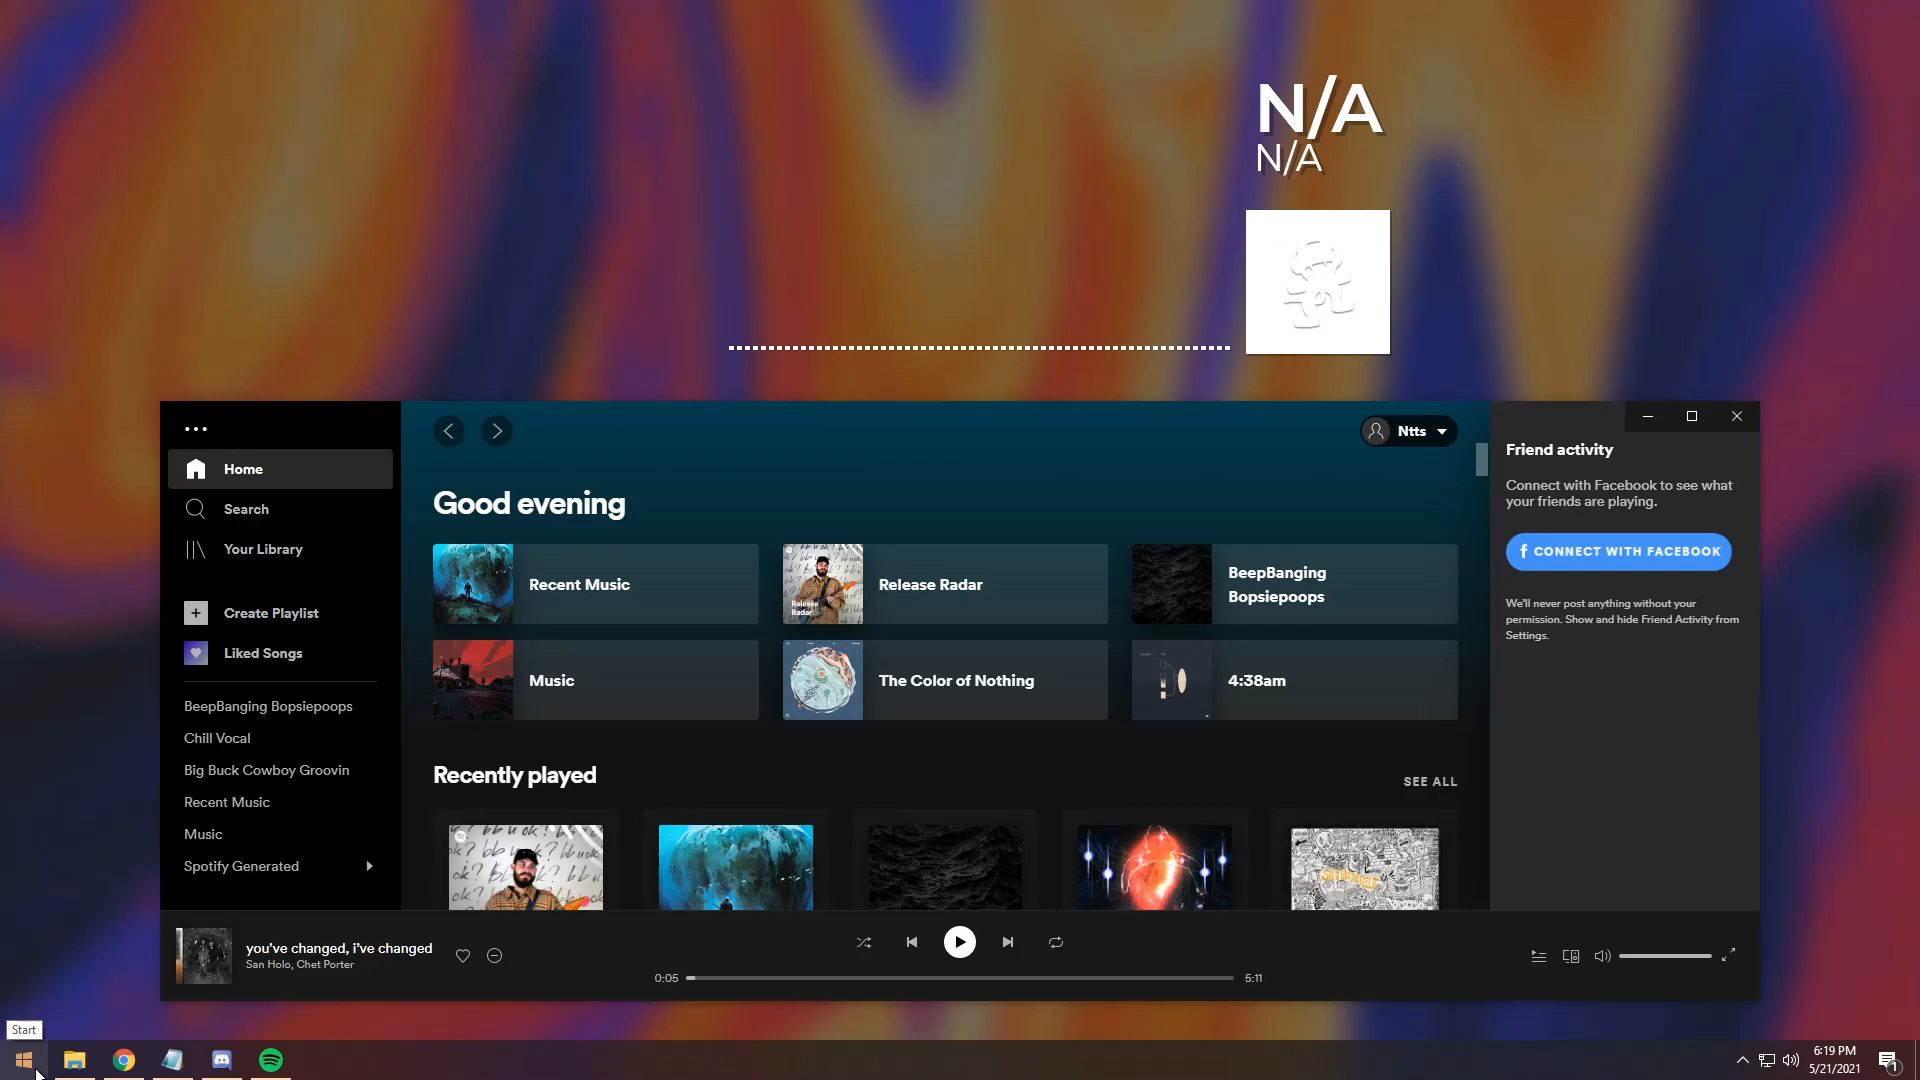 N/A
N/A
Ntts
Home
Search
Your Library
Create Playlist
Liked Songs
BeepBanging Bopsiepoops
Chill Vocal
Big Buck Cowboy Groovin
Recent Music
Music
Spotify Generated
Good evening
Recent Music
Release Radar
Release
Radar
BeepBanging
Bopsiepoops
Music
The Color of Nothing
4:38am
Recently played
SEE ALL
Friend activity
Connect with Facebook to see what
your friends are playing.
f CONNECT WITH FACEBOOK
We'll never post anything without your
permission. Show and hide Friend Activity from
Settings.
you've changed, i've changed
San Holo, Chet Porter
0:05
5:11
Start
6:19 PM
5/21/2021
1